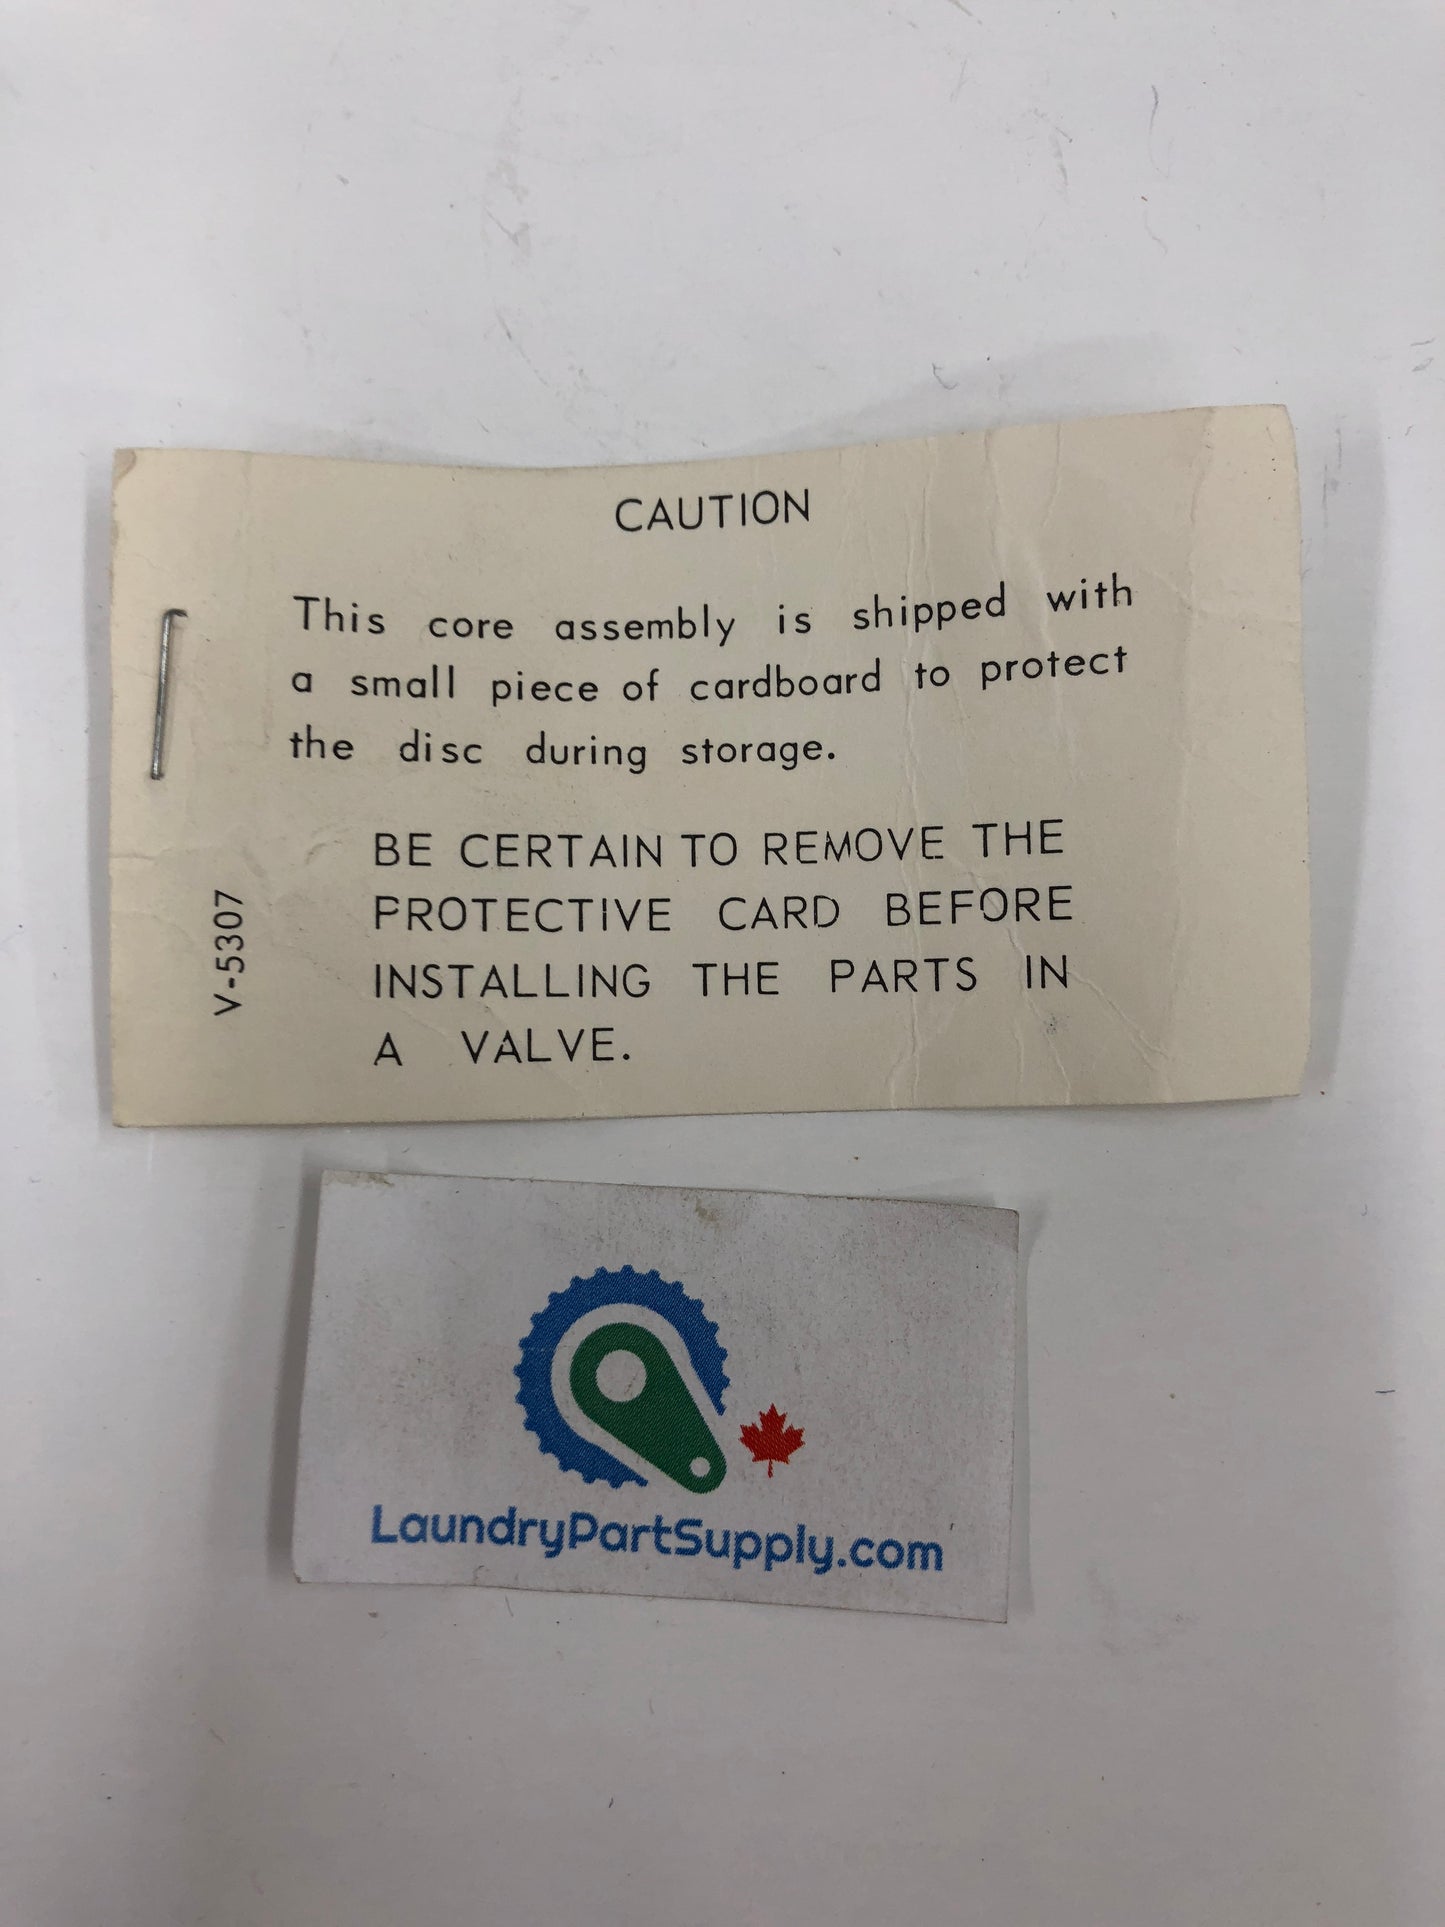 CAUTION
This core assembly is shipped with
a small piece of cardboard to protect
the disc during storage.
BE CERTAIN TO REMOVE THE
PROTECTIVE CARD BEFORE
INSTALLING THE PARTS IN
A VALVE.
V-5307
LaundryPartSupply.com